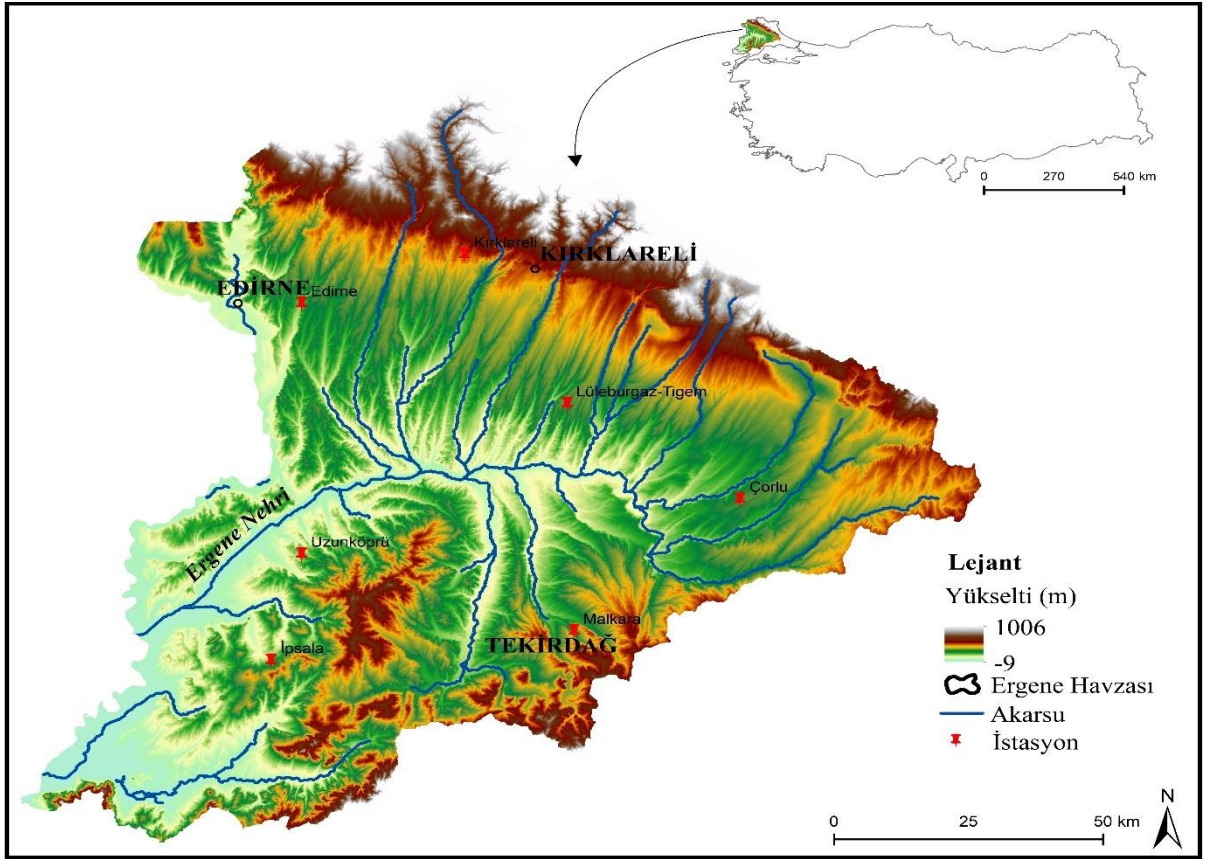 0 270 540 km
Kırklareli
KIRKLARELİ
EDİRNE
Edirne
Lüleburgaz-Tigem
Ergene Nehri
Çorlu
Uzunköprü
Malkara
TEKİRDAĞ
İpsala
Lejant
Yükselti (m)
1006
-9
Ergene Havzası
Akarsu
İstasyon
N
0 25 50 km